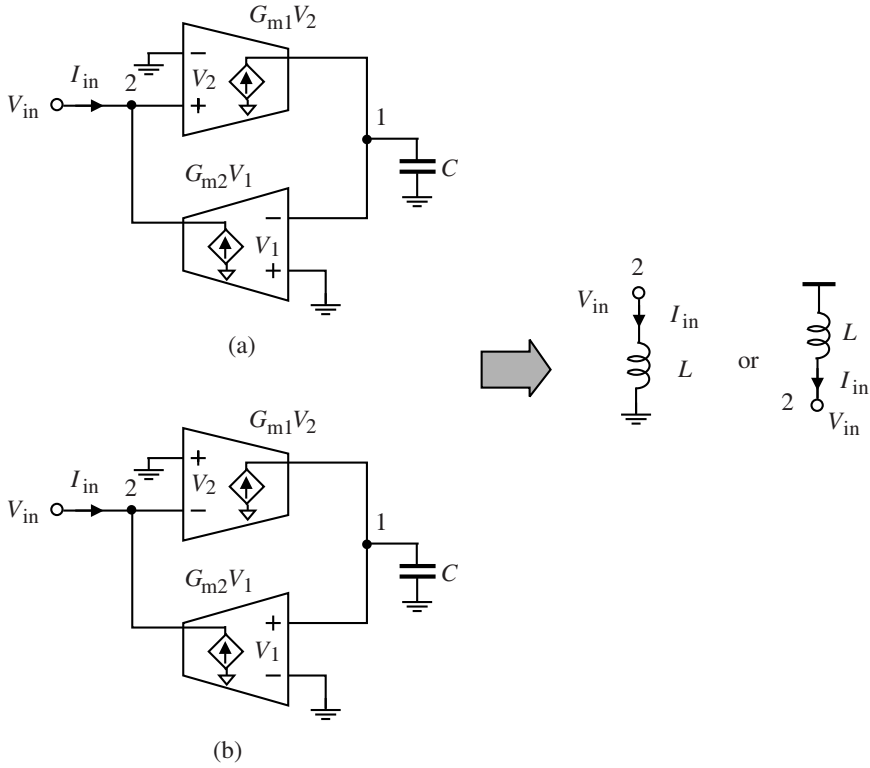 G_m1V_2
−
V_2
+
I_in
2
V_in
1
C
G_m2V_1
−
V_1
+
(a)
G_m1V_2
+
V_2
−
I_in
2
V_in
1
C
G_m2V_1
+
V_1
−
(b)
2
V_in
I_in
L
or
L
I_in
2
V_in